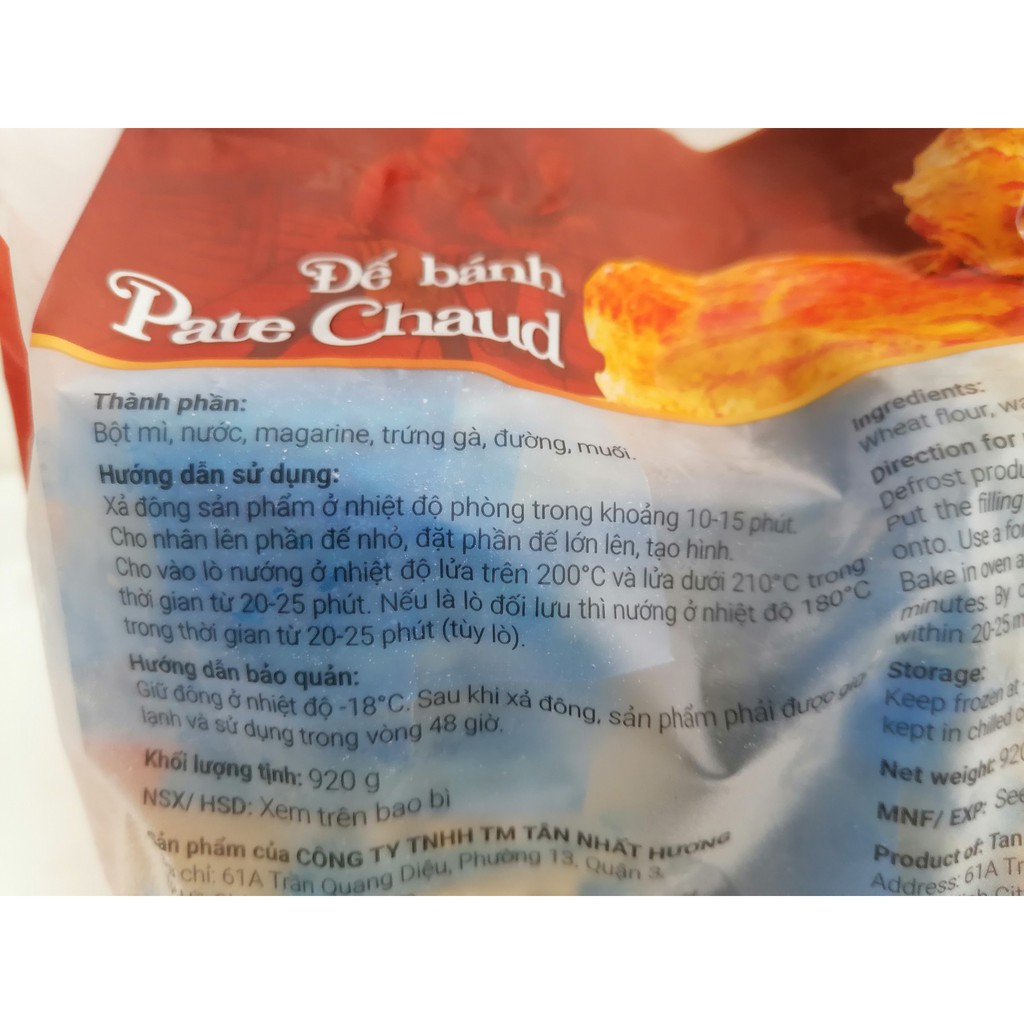 Đế bánh
Pate Chaud
Thành phần:
Bột mì, nước, magarine, trứng gà, đường, muối.
Hướng dẫn sử dụng:
Xả đông sản phẩm ở nhiệt độ phòng trong khoảng 10-15 phút.
Cho nhân lên phần đế nhỏ, đặt phần đế lớn lên, tạo hình.
Cho vào lò nướng ở nhiệt độ lửa trên 200°C và lửa dưới 210°C trong
thời gian từ 20-25 phút. Nếu là lò đối lưu thì nướng ở nhiệt độ 180°C
trong thời gian từ 20-25 phút (tùy lò).
Hướng dẫn bảo quản:
Giữ đông ở nhiệt độ -18°C. Sau khi xả đông, sản phẩm phải được giữ
lạnh và sử dụng trong vòng 48 giờ.
Khối lượng tịnh: 920 g
NSX/ HSD: Xem trên bao bì
Sản phẩm của CÔNG TY TNHH TM TÂN NHẤT HƯƠNG
chỉ: 61A Trần Quang Diệu, Phường 13, Quận 3.
Ingredients:
Wheat flour, wa
Direction for
Defrost produ
Put the filling
onto. Use a for
Bake in oven a
minutes. By c
within 20-25 m
Storage:
Keep frozen at
kept in chilled
Net weight: 920
MNF/ EXP: See
Product of: Tan
Address: 61A Tr